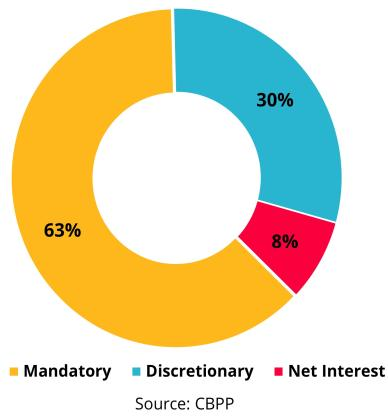 30%
8%
63%
Mandatory Discretionary Net Interest
Source: CBPP